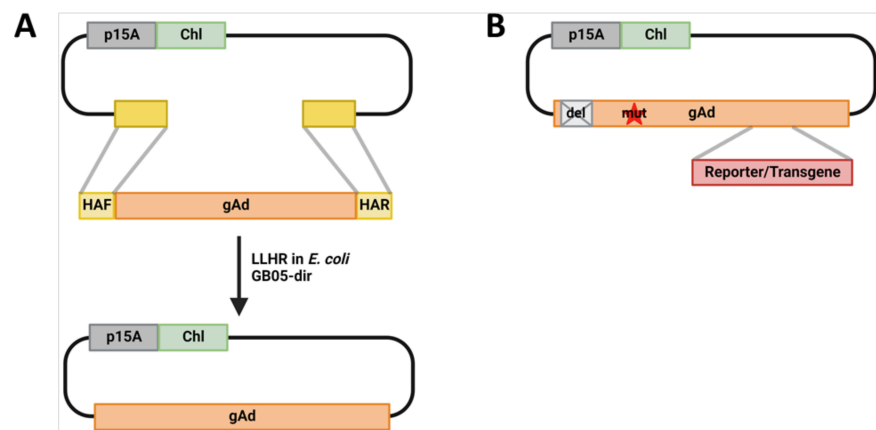 A
p15A Chl
HAF gAd HAR
LLHR in E. coli
GB05-dir
p15A Chl
gAd
B
p15A Chl
del mut gAd
Reporter/Transgene